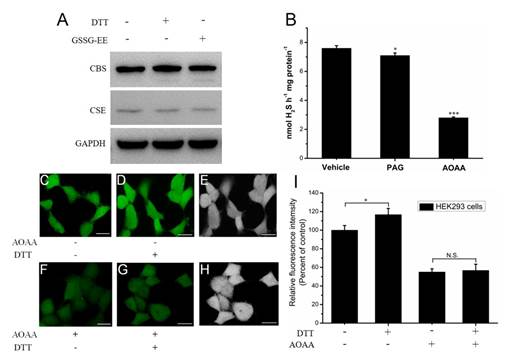 A
DTT - + -
GSSG-EE - - +
CBS
CSE
GAPDH
B
nmol H₂S h⁻¹ mg protein⁻¹
8
6
4
2
0
*
***
Vehicle PAG AOAA
C D E
AOAA - -
DTT - +
F G H
AOAA + +
DTT - +
I
Relative fluorescence intensity
(Percent of control)
140
120
100
80
60
40
20
0
HEK293 cells
*
N.S.
DTT - + - +
AOAA - - + +